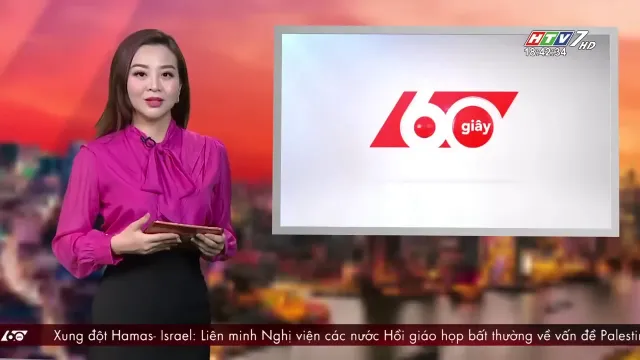 HTV7 HD
18:42:34
60 giây
60 Xung đột Hamas- Israel: Liên minh Nghị viện các nước Hồi giáo họp bất thường về vấn đề Palesti